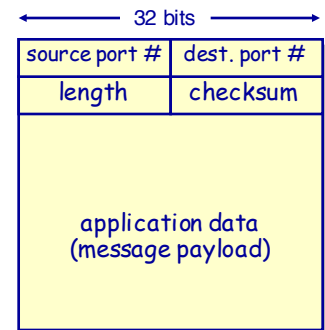 32 bits
source port # dest. port #
length checksum
application data
(message payload)